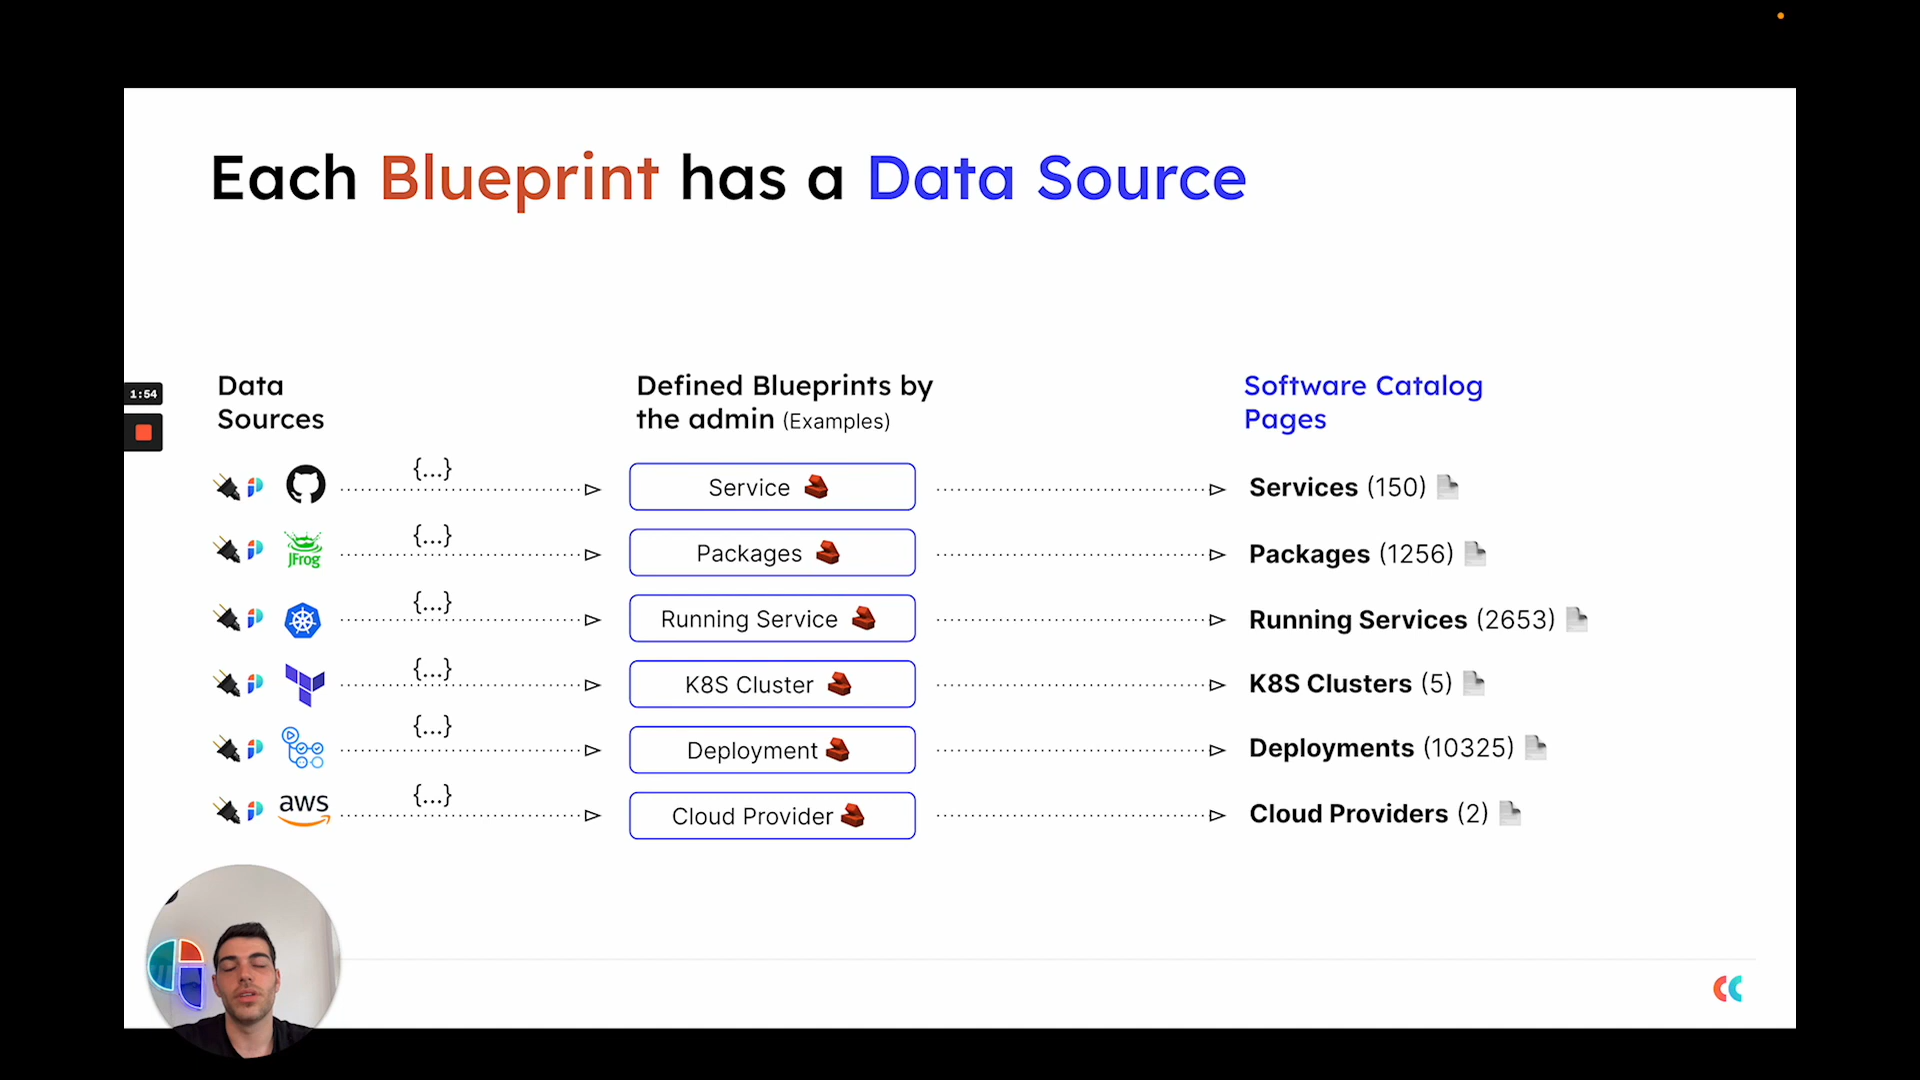 Each Blueprint has a Data Source
Data
Sources
Defined Blueprints by
the admin (Examples)
Software Catalog
Pages
1:54
{...}
Service
Services (150)
JFrog
{...}
Packages
Packages (1256)
{...}
Running Service
Running Services (2653)
{...}
K8S Cluster
K8S Clusters (5)
{...}
Deployment
Deployments (10325)
aws
{...}
Cloud Provider
Cloud Providers (2)